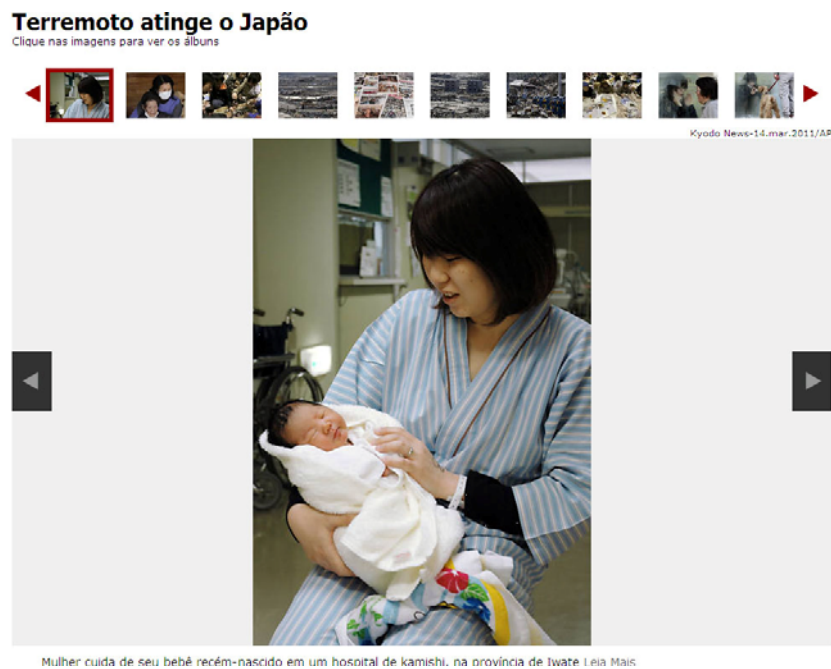 Terremoto atinge o Japão
Clique nas imagens para ver os álbuns
Kyodo News-14.mar.2011/AP
Mulher cuida de seu bebê recém-nascido em um hospital de kamishi, na província de Iwate Leia Mais